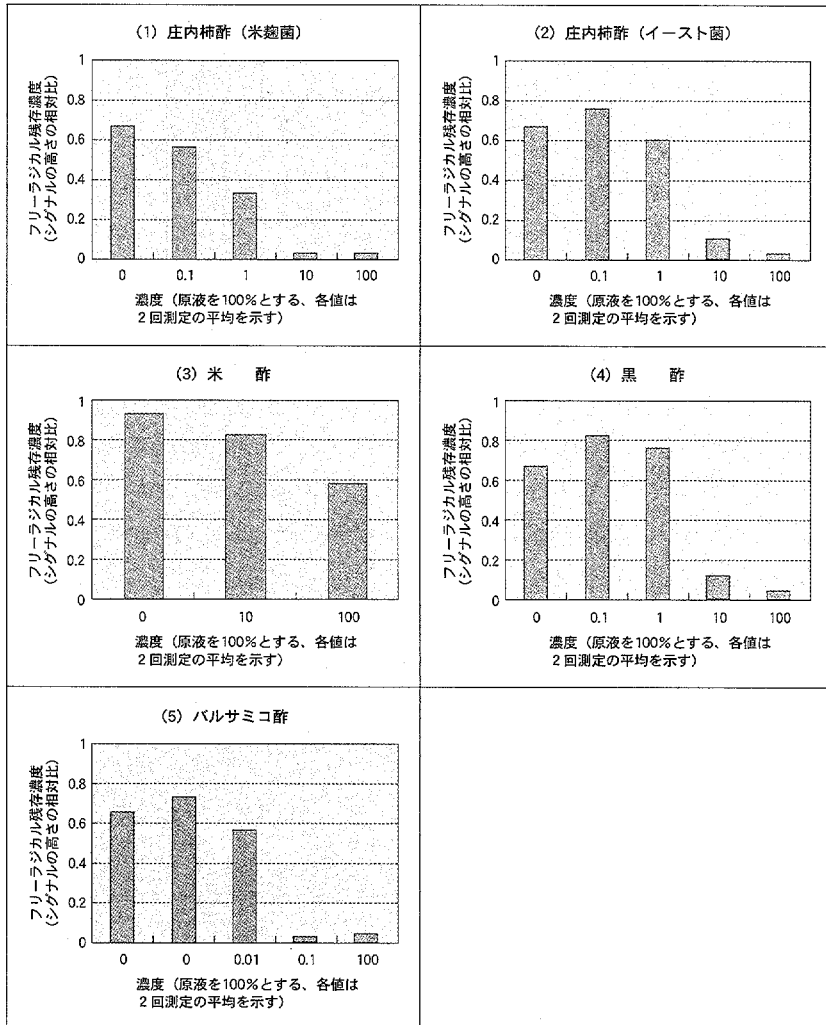 (1) 庄内柿酢(米麹菌)
フリーラジカル残存濃度
(シグナルの高さの相対比)
1
0.8
0.6
0.4
0.2
0
0 0.1 1 10 100
濃度(原液を100%とする、各値は
2回測定の平均を示す)
(2) 庄内柿酢(イースト菌)
フリーラジカル残存濃度
(シグナルの高さの相対比)
1
0.8
0.6
0.4
0.2
0
0 0.1 1 10 100
濃度(原液を100%とする、各値は
2回測定の平均を示す)
(3) 米 酢
フリーラジカル残存濃度
(シグナルの高さの相対比)
1
0.8
0.6
0.4
0.2
0
0 10 100
濃度(原液を100%とする、各値は
2回測定の平均を示す)
(4) 黒 酢
フリーラジカル残存濃度
(シグナルの高さの相対比)
1
0.8
0.6
0.4
0.2
0
0 0.1 1 10 100
濃度(原液を100%とする、各値は
2回測定の平均を示す)
(5) バルサミコ酢
フリーラジカル残存濃度
(シグナルの高さの相対比)
1
0.8
0.6
0.4
0.2
0
0 0 0.01 0.1 100
濃度(原液を100%とする、各値は
2回測定の平均を示す)